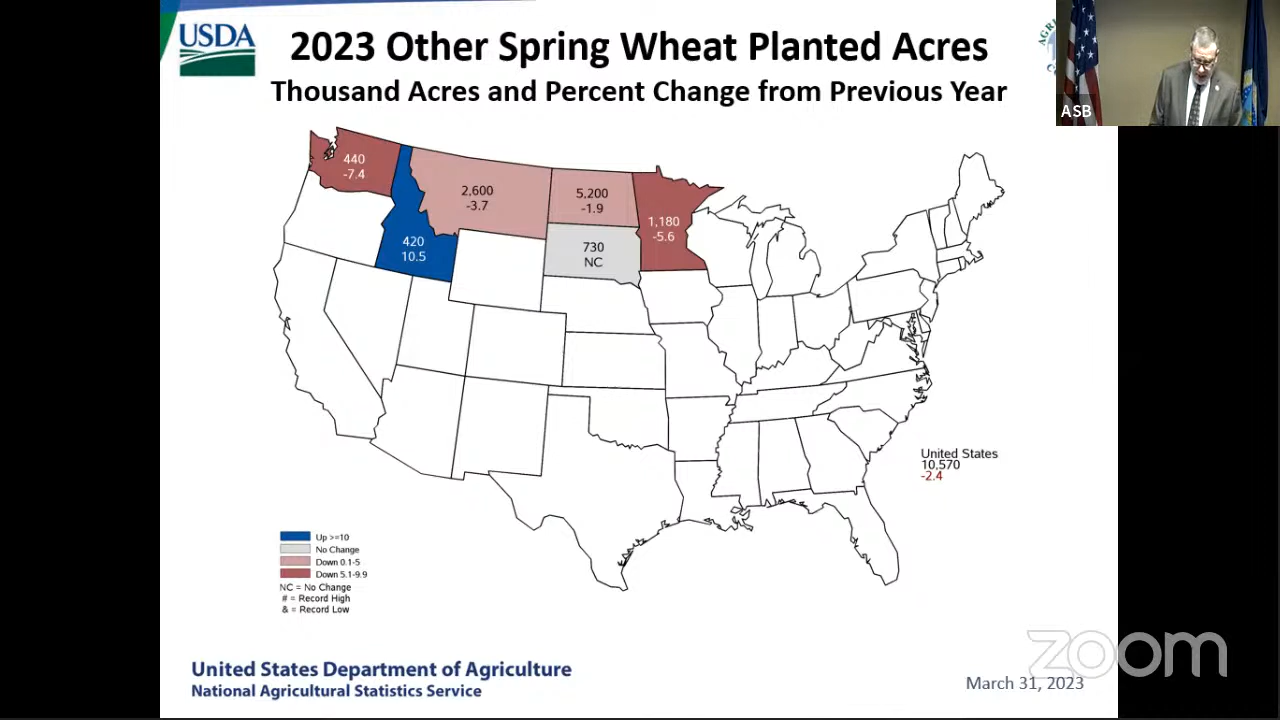 USDA
2023 Other Spring Wheat Planted Acres
Thousand Acres and Percent Change from Previous Year
AGRI
ASB
440
-7.4
2,600
-3.7
5,200
-1.9
1,180
-5.6
420
10.5
730
NC
United States
10,570
-2.4
Up >=10
No Change
Down 0.1-5
Down 5.1-9.9
NC = No Change
# = Record High
& = Record Low
United States Department of Agriculture
National Agricultural Statistics Service
March 31, 2023
zoom